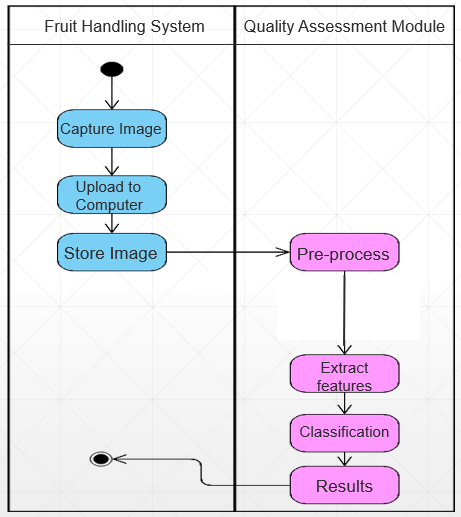 Fruit Handling System
Quality Assessment Module
Capture Image
Upload to
Computer
Store Image
Pre-process
Extract
features
Classification
Results